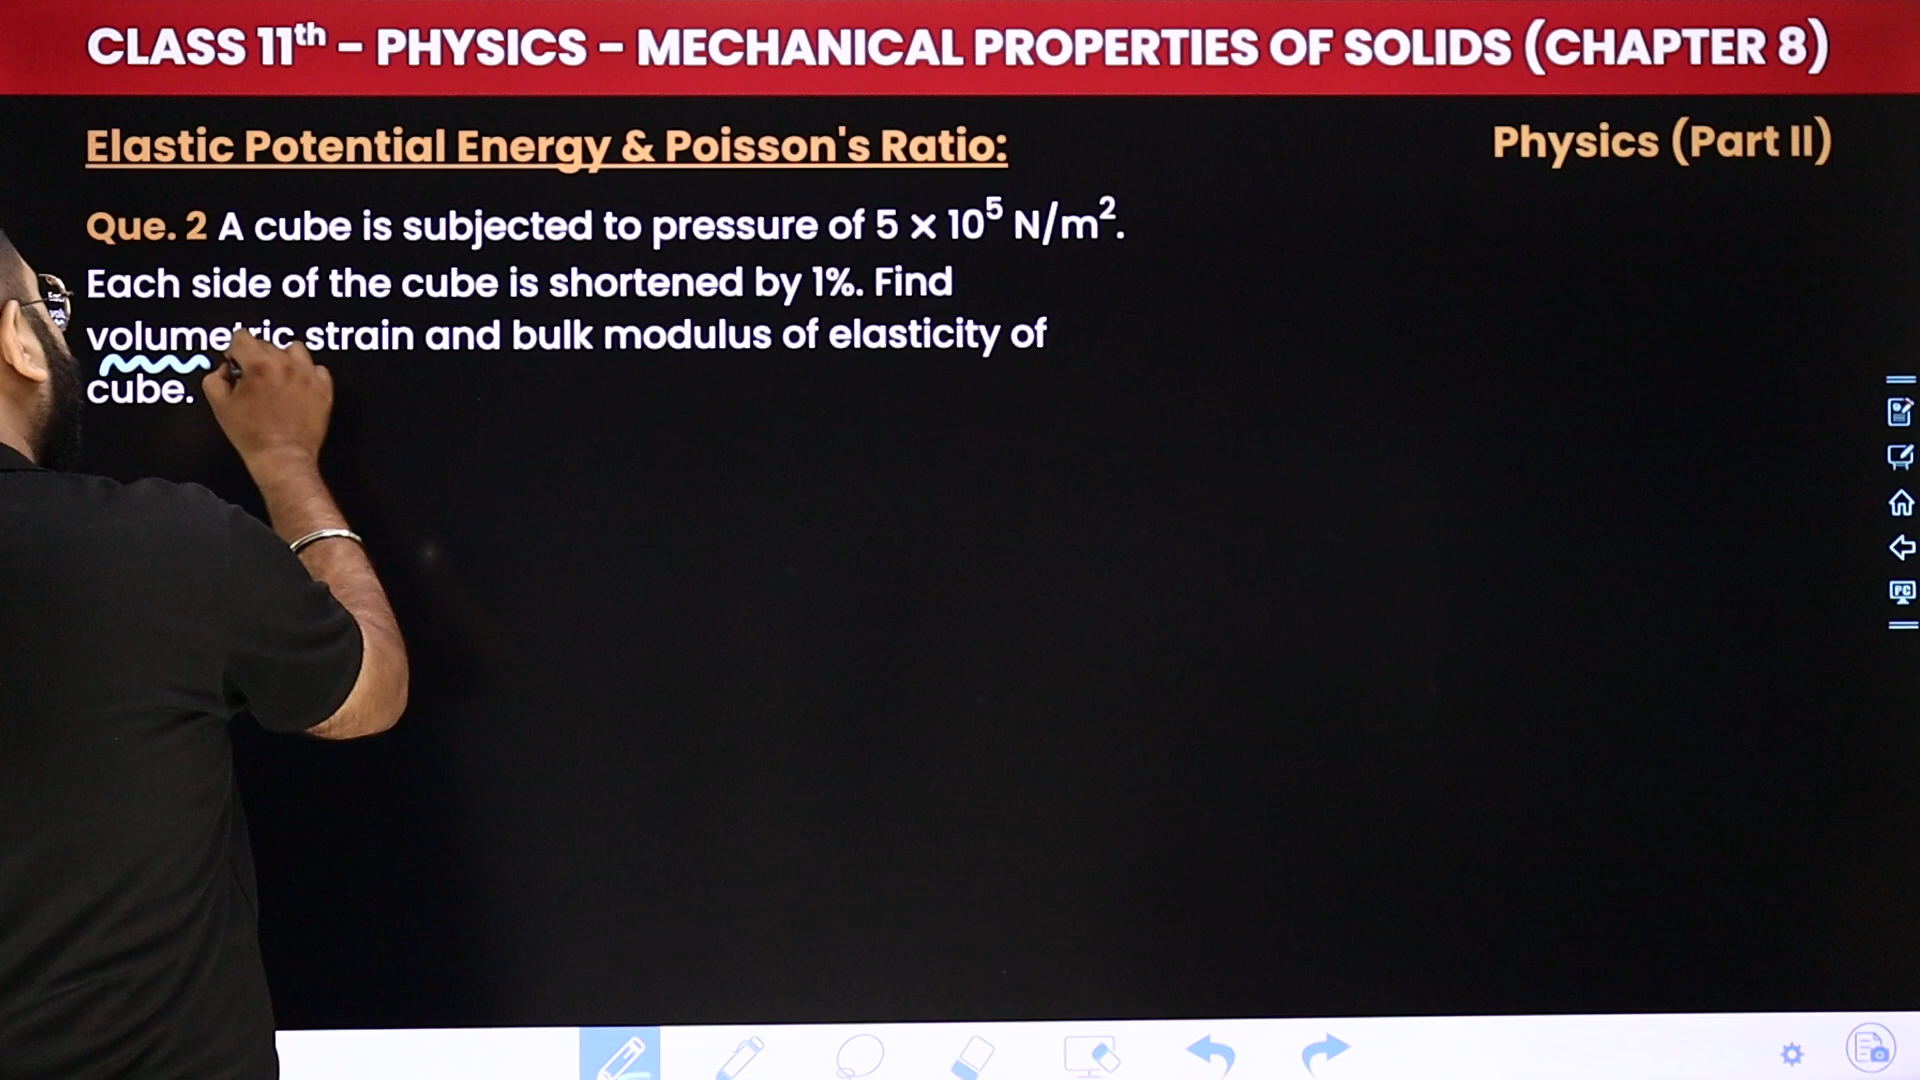 CLASS 11th - PHYSICS - MECHANICAL PROPERTIES OF SOLIDS (CHAPTER 8)
Elastic Potential Energy & Poisson's Ratio:
Physics (Part II)
Que. 2 A cube is subjected to pressure of 5 × 10⁵ N/m².
Each side of the cube is shortened by 1%. Find
volumetric strain and bulk modulus of elasticity of
cube.
PC